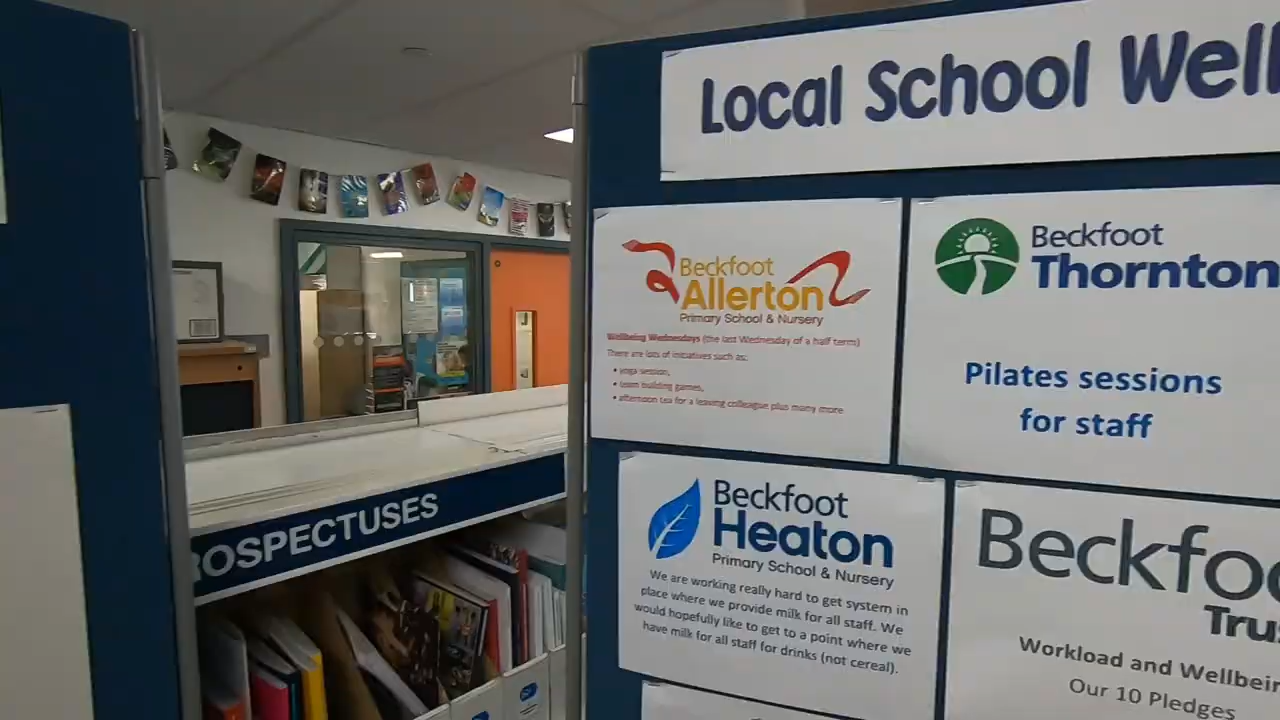 Local School Well
Beckfoot
Allerton
Primary School & Nursery
Wellbeing Wednesdays (the last Wednesday of a half term)
There are lots of initiatives such as:
• yoga session,
• team building games,
• afternoon tea for a leaving colleague plus many more
Beckfoot
Thornton
Pilates sessions
for staff
Beckfoot
Heaton
Primary School & Nursery
We are working really hard to get system in
place where we provide milk for all staff. We
would hopefully like to get to a point where we
have milk for all staff for drinks (not cereal).
Beckfo
Trus
Workload and Wellbein
Our 10 Pledges
ROSPECTUSES